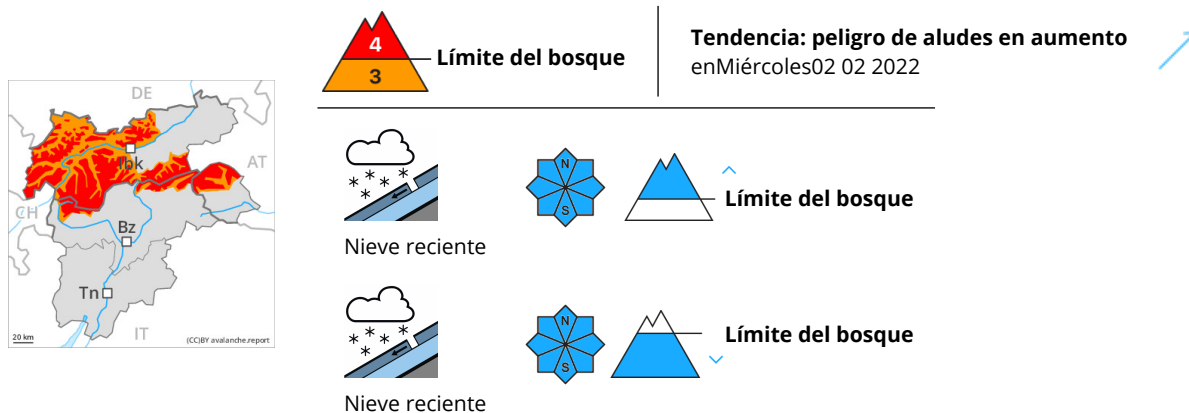 4
3
Límite del bosque
Tendencia: peligro de aludes en aumento
enMiércoles02 02 2022
DE
Ibk
AT
CH
Bz
Tn
IT
20 km
(CC)BY avalanche.report
N
S
Límite del bosque
Nieve reciente
N
S
Límite del bosque
Nieve reciente